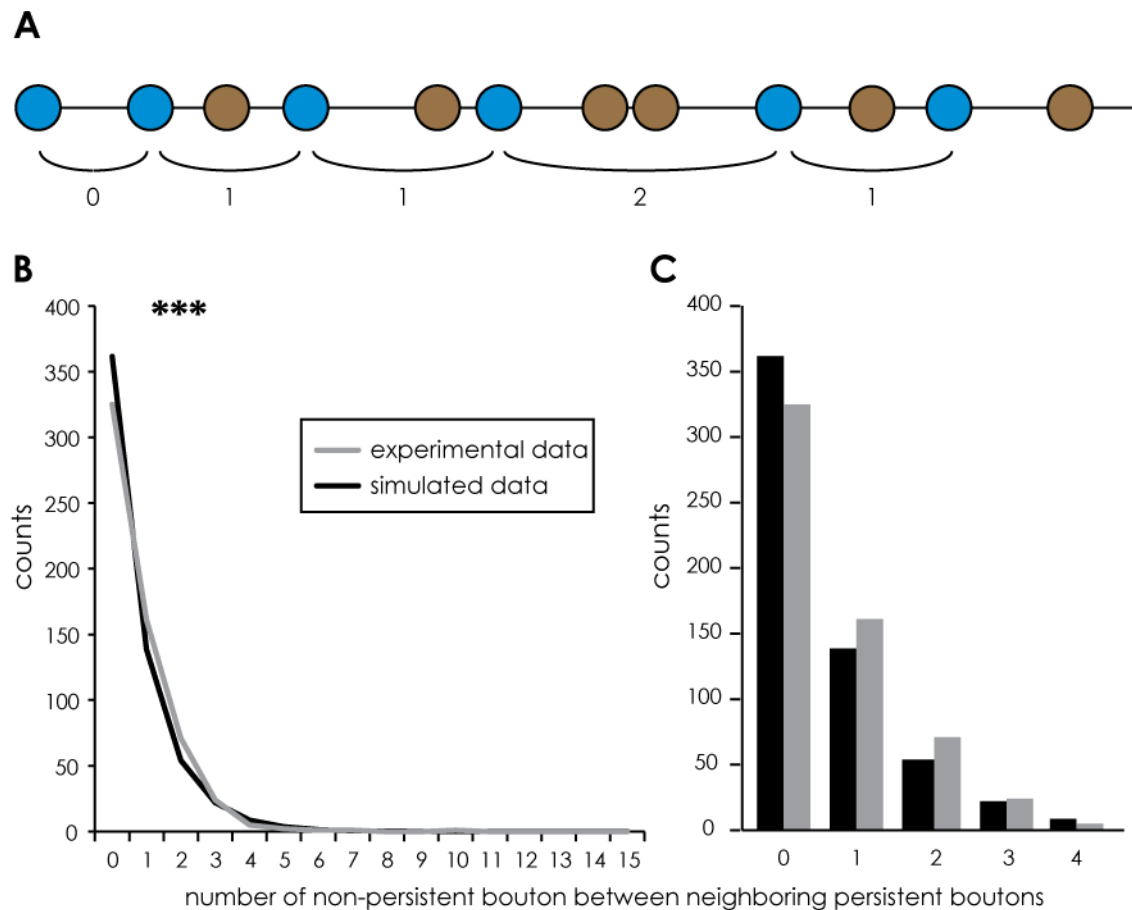 A
0 1 1 2 1
B
400
350
300
250
200
150
100
50
0
counts
***
experimental data
simulated data
0 1 2 3 4 5 6 7 8 9 10 11 12 13 14 15
C
400
350
300
250
200
150
100
50
0
counts
0 1 2 3 4
number of non-persistent bouton between neighboring persistent boutons